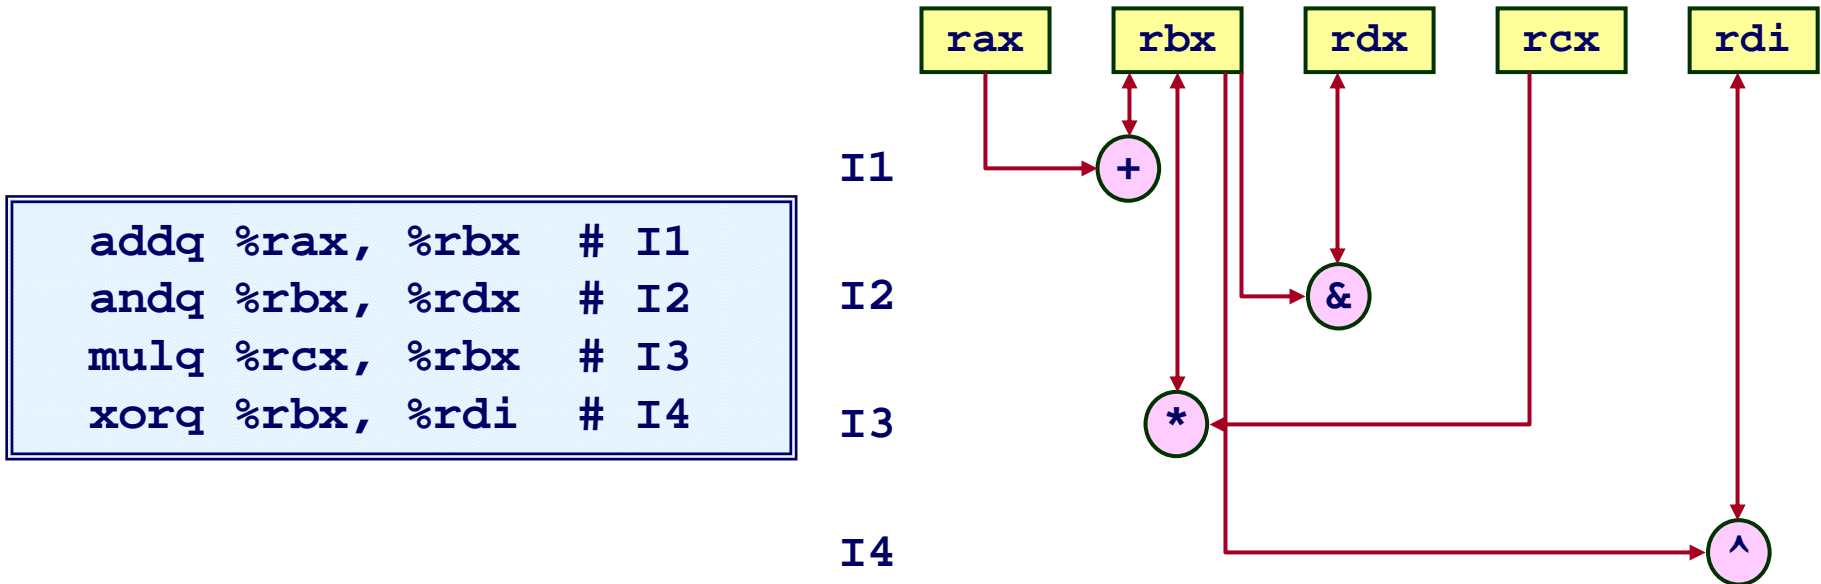 rax rbx rdx rcx rdi
I1 +
addq %rax, %rbx # I1
andq %rbx, %rdx # I2
mulq %rcx, %rbx # I3
xorq %rbx, %rdi # I4
I2 &
I3 *
I4 ^